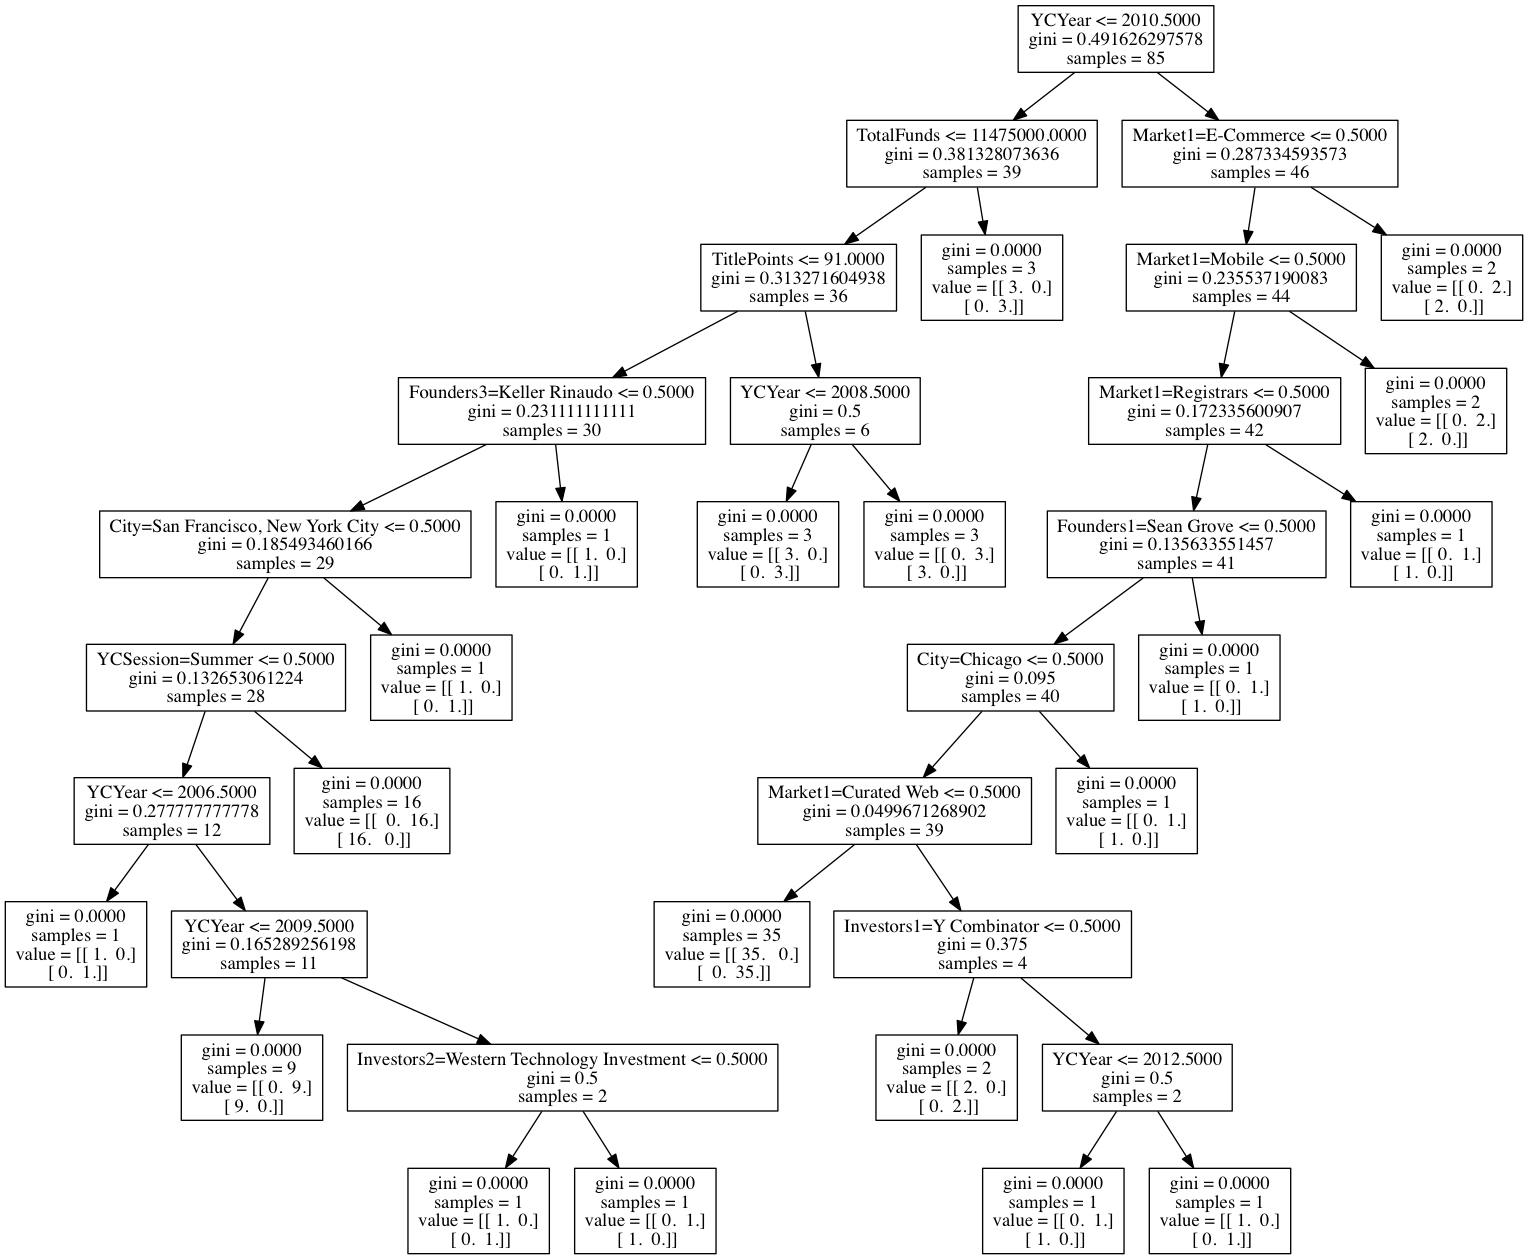 YCYear <= 2010.5000
gini = 0.491626297578
samples = 85
TotalFunds <= 11475000.0000
gini = 0.381328073636
samples = 39
Market1=E-Commerce <= 0.5000
gini = 0.287334593573
samples = 46
TitlePoints <= 91.0000
gini = 0.313271604938
samples = 36
gini = 0.0000
samples = 3
value = [[ 3. 0.]
[ 0. 3.]]
Market1=Mobile <= 0.5000
gini = 0.235537190083
samples = 44
gini = 0.0000
samples = 2
value = [[ 0. 2.]
[ 2. 0.]]
Founders3=Keller Rinaudo <= 0.5000
gini = 0.231111111111
samples = 30
YCYear <= 2008.5000
gini = 0.5
samples = 6
Market1=Registrars <= 0.5000
gini = 0.172335600907
samples = 42
gini = 0.0000
samples = 2
value = [[ 0. 2.]
[ 2. 0.]]
City=San Francisco, New York City <= 0.5000
gini = 0.185493460166
samples = 29
gini = 0.0000
samples = 1
value = [[ 1. 0.]
[ 0. 1.]]
gini = 0.0000
samples = 3
value = [[ 3. 0.]
[ 0. 3.]]
gini = 0.0000
samples = 3
value = [[ 0. 3.]
[ 3. 0.]]
Founders1=Sean Grove <= 0.5000
gini = 0.135633551457
samples = 41
gini = 0.0000
samples = 1
value = [[ 0. 1.]
[ 1. 0.]]
YCSession=Summer <= 0.5000
gini = 0.132653061224
samples = 28
gini = 0.0000
samples = 1
value = [[ 1. 0.]
[ 0. 1.]]
City=Chicago <= 0.5000
gini = 0.095
samples = 40
gini = 0.0000
samples = 1
value = [[ 0. 1.]
[ 1. 0.]]
YCYear <= 2006.5000
gini = 0.277777777778
samples = 12
gini = 0.0000
samples = 16
value = [[ 0. 16.]
[ 16. 0.]]
Market1=Curated Web <= 0.5000
gini = 0.0499671268902
samples = 39
gini = 0.0000
samples = 1
value = [[ 0. 1.]
[ 1. 0.]]
gini = 0.0000
samples = 1
value = [[ 1. 0.]
[ 0. 1.]]
YCYear <= 2009.5000
gini = 0.165289256198
samples = 11
gini = 0.0000
samples = 35
value = [[ 35. 0.]
[ 0. 35.]]
Investors1=Y Combinator <= 0.5000
gini = 0.375
samples = 4
gini = 0.0000
samples = 9
value = [[ 0. 9.]
[ 9. 0.]]
Investors2=Western Technology Investment <= 0.5000
gini = 0.5
samples = 2
gini = 0.0000
samples = 2
value = [[ 2. 0.]
[ 0. 2.]]
YCYear <= 2012.5000
gini = 0.5
samples = 2
gini = 0.0000
samples = 1
value = [[ 1. 0.]
[ 0. 1.]]
gini = 0.0000
samples = 1
value = [[ 0. 1.]
[ 1. 0.]]
gini = 0.0000
samples = 1
value = [[ 0. 1.]
[ 1. 0.]]
gini = 0.0000
samples = 1
value = [[ 1. 0.]
[ 0. 1.]]